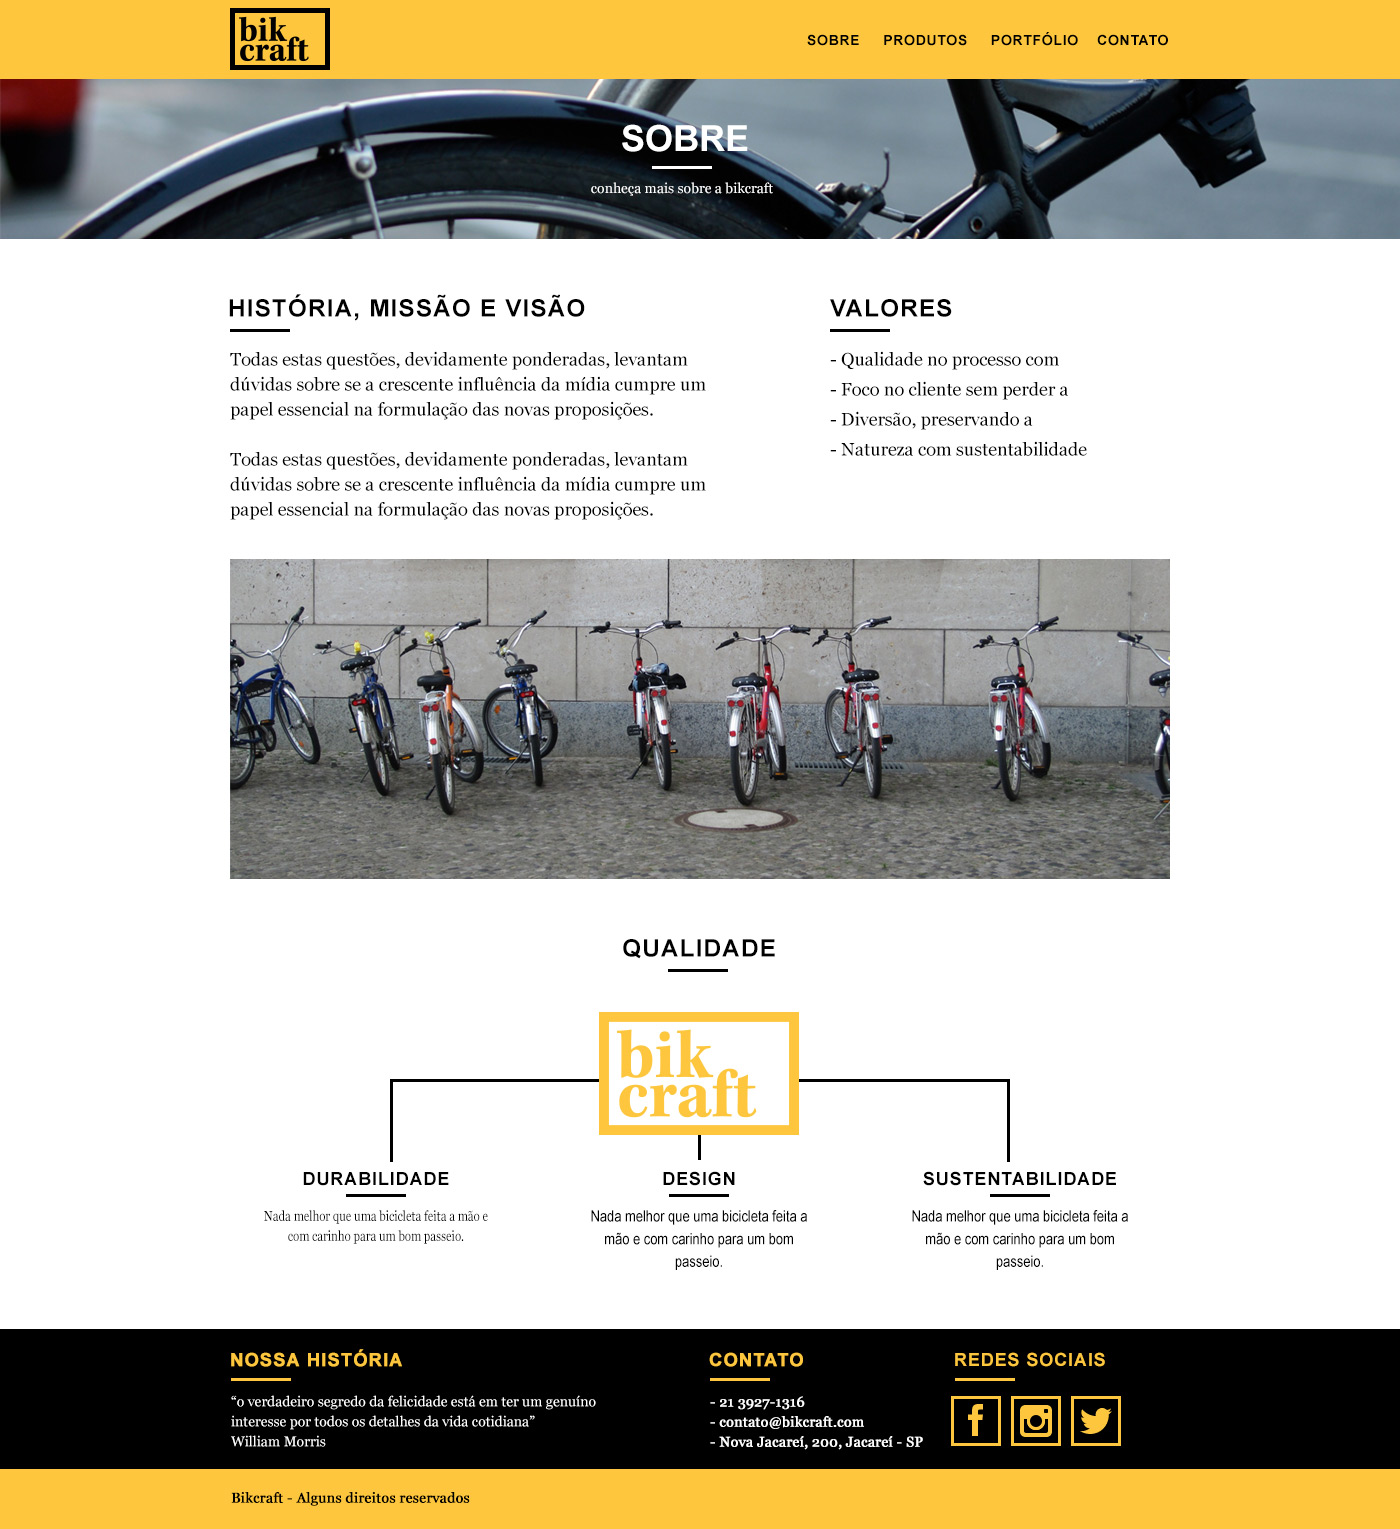 bik
craft
SOBRE PRODUTOS PORTFÓLIO CONTATO
SOBRE
conheça mais sobre a bikcraft
HISTÓRIA, MISSÃO E VISÃO
Todas estas questões, devidamente ponderadas, levantam
dúvidas sobre se a crescente influência da mídia cumpre um
papel essencial na formulação das novas proposições.
Todas estas questões, devidamente ponderadas, levantam
dúvidas sobre se a crescente influência da mídia cumpre um
papel essencial na formulação das novas proposições.
VALORES
- Qualidade no processo com
- Foco no cliente sem perder a
- Diversão, preservando a
- Natureza com sustentabilidade
QUALIDADE
bik
craft
DURABILIDADE
Nada melhor que uma bicicleta feita a mão e
com carinho para um bom passeio.
DESIGN
Nada melhor que uma bicicleta feita a
mão e com carinho para um bom
passeio.
SUSTENTABILIDADE
Nada melhor que uma bicicleta feita a
mão e com carinho para um bom
passeio.
NOSSA HISTÓRIA
“o verdadeiro segredo da felicidade está em ter um genuíno
interesse por todos os detalhes da vida cotidiana”
William Morris
CONTATO
- 21 3927-1316
- contato@bikcraft.com
- Nova Jacareí, 200, Jacareí - SP
REDES SOCIAIS
Bikcraft - Alguns direitos reservados